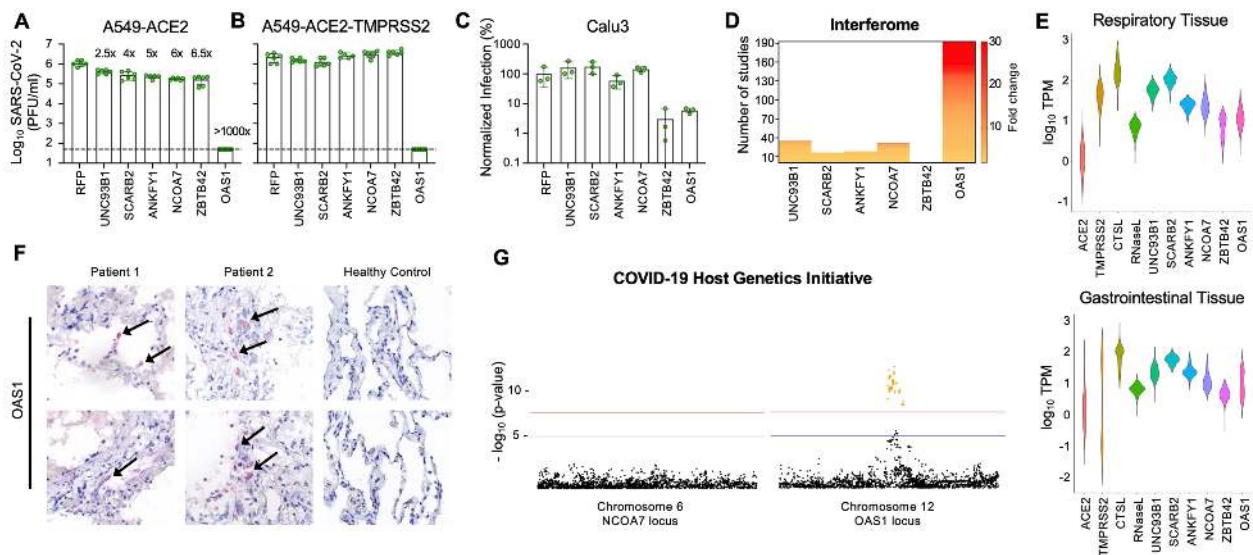 A
A549-ACE2
Log10 SARS-CoV-2
(PFU/ml)
7
6
5
4
3
2
1
2.5x
4x
5x
6x
6.5x
>1000x
RFP
UNC93B1
SCARB2
ANKFY1
NCOA7
ZBTB42
OAS1
B
A549-ACE2-TMPRSS2
RFP
UNC93B1
SCARB2
ANKFY1
NCOA7
ZBTB42
OAS1
C
Calu3
Normalized Infection (%)
1000
100
10
1
0.1
RFP
UNC93B1
SCARB2
ANKFY1
NCOA7
ZBTB42
OAS1
D
Interferome
Number of studies
190
160
130
100
70
40
10
UNC93B1
SCARB2
ANKFY1
NCOA7
ZBTB42
OAS1
30
20
10
Fold change
E
Respiratory Tissue
log10 TPM
2
1
0
-1
ACE2
TMPRSS2
CTSL
RNaseL
UNC93B1
SCARB2
ANKFY1
NCOA7
ZBTB42
OAS1
Gastrointestinal Tissue
log10 TPM
2
1
0
-1
-2
ACE2
TMPRSS2
CTSL
RNaseL
UNC93B1
SCARB2
ANKFY1
NCOA7
ZBTB42
OAS1
F
Patient 1
Patient 2
Healthy Control
OAS1
G
COVID-19 Host Genetics Initiative
- log10 (p-value)
10
5
Chromosome 6
NCOA7 locus
Chromosome 12
OAS1 locus